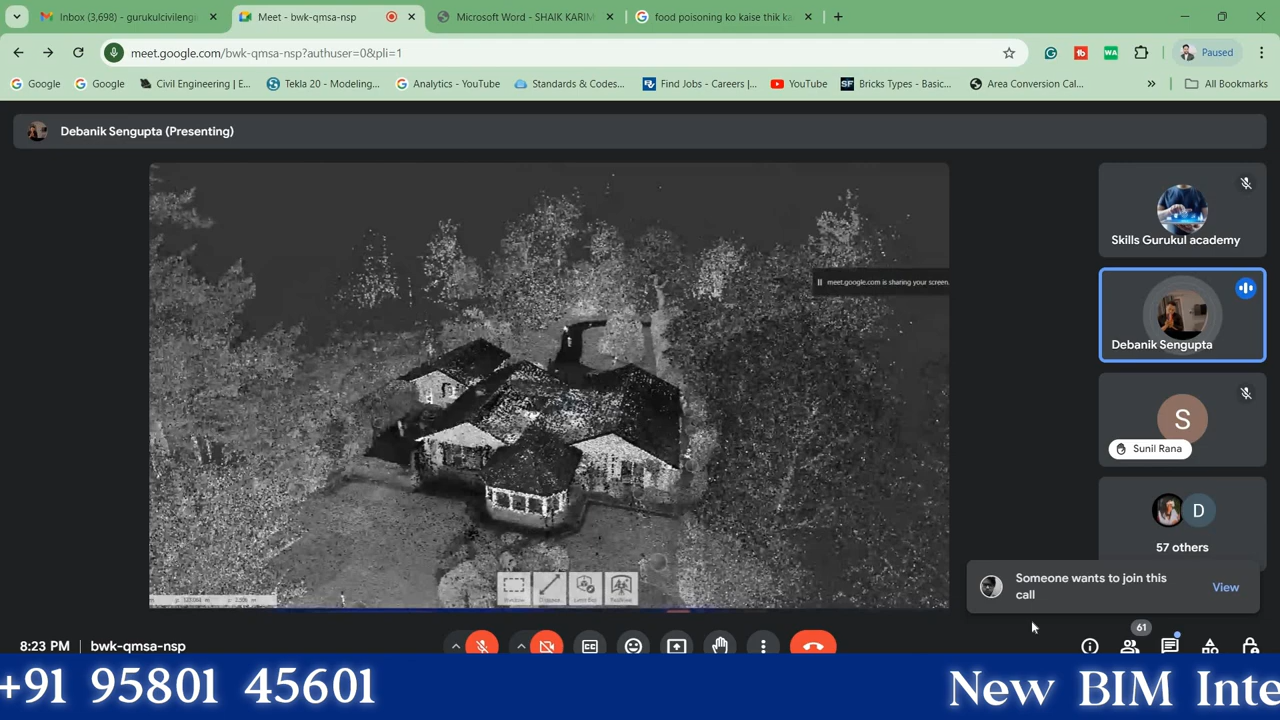 Inbox (3,698) - gurukulcivileng
Meet - bwk-qmsa-nsp
Microsoft Word - SHAIK KARIM
food poisoning ko kaise thik ka
meet.google.com/bwk-qmsa-nsp?authuser=0&pli=1
Paused
Google
Google
Civil Engineering | E...
Tekla 20 - Modeling...
Analytics - YouTube
Standards & Codes...
Find Jobs - Careers |...
YouTube
Bricks Types - Basic...
Area Conversion Cal...
All Bookmarks
Debanik Sengupta (Presenting)
meet.google.com is sharing your screen.
Skills Gurukul academy
Debanik Sengupta
S
Sunil Rana
D
57 others
Someone wants to join this
call
View
61
8:23 PM
bwk-qmsa-nsp
+91 95801 45601
New BIM Inte